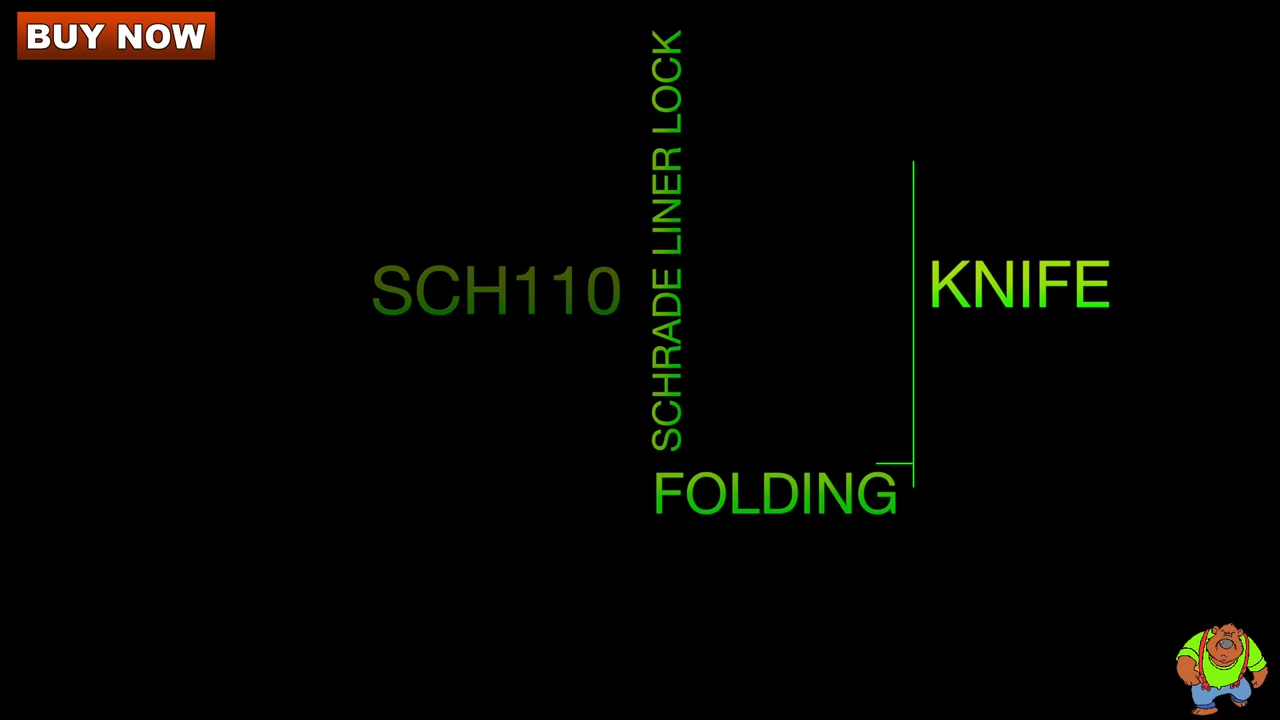 BUY NOW
SCH110
SCHRADE LINER LOCK
FOLDING
KNIFE